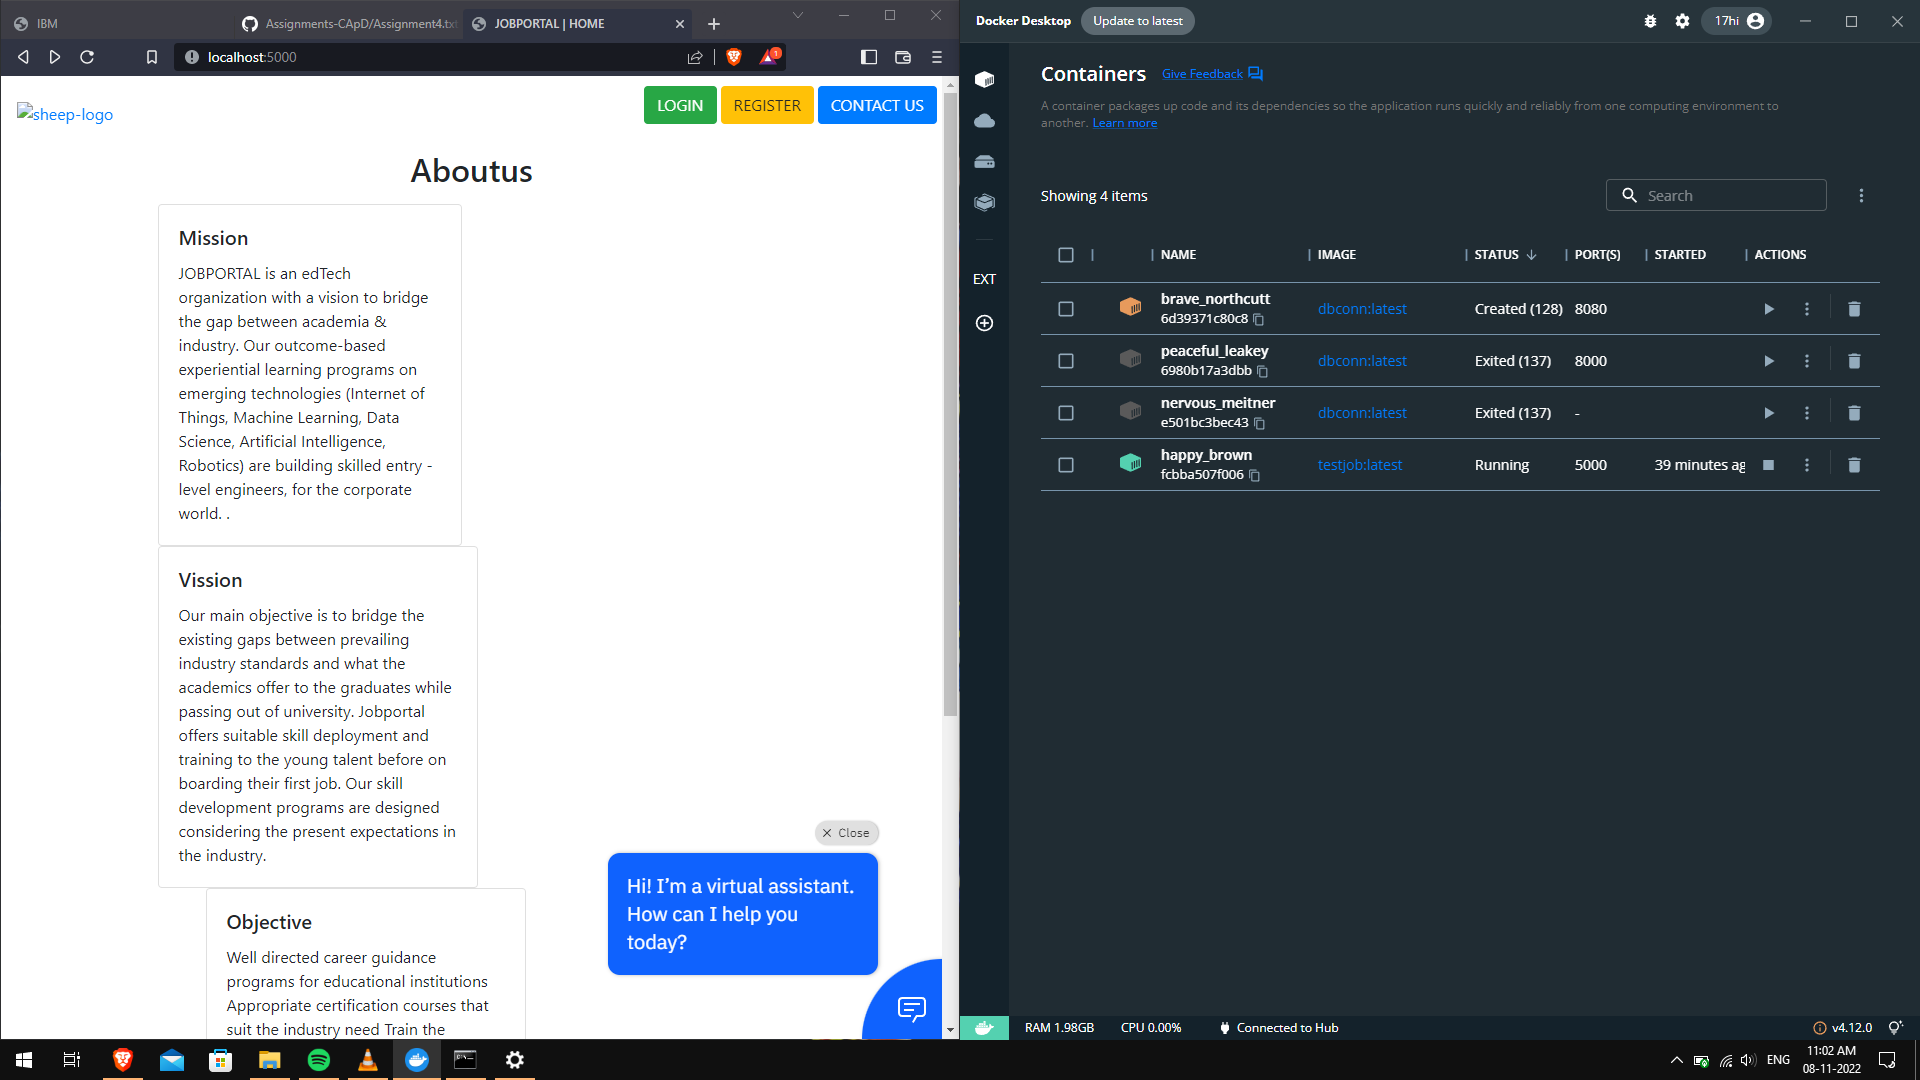 IBM
Assignments-CApD/Assignment4.txt
JOBPORTAL | HOME
localhost:5000
1
sheep-logo
LOGIN
REGISTER
CONTACT US
Aboutus
Mission
JOBPORTAL is an edTech
organization with a vision to bridge
the gap between academia &
industry. Our outcome-based
experiential learning programs on
emerging technologies (Internet of
Things, Machine Learning, Data
Science, Artificial Intelligence,
Robotics) are building skilled entry -
level engineers, for the corporate
world. .
Vission
Our main objective is to bridge the
existing gaps between prevailing
industry standards and what the
academics offer to the graduates while
passing out of university. Jobportal
offers suitable skill deployment and
training to the young talent before on
boarding their first job. Our skill
development programs are designed
considering the present expectations in
the industry.
Objective
Well directed career guidance
programs for educational institutions
Appropriate certification courses that
suit the industry need Train the
Close
Hi! I'm a virtual assistant.
How can I help you
today?
Docker Desktop
Update to latest
17hi
Containers
Give Feedback
A container packages up code and its dependencies so the application runs quickly and reliably from one computing environment to
another. Learn more
Showing 4 items
Search
NAME IMAGE STATUS PORT(S) STARTED ACTIONS
EXT
brave_northcutt
6d39371c80c8
dbconn:latest Created (128) 8080
peaceful_leakey
6980b17a3dbb
dbconn:latest Exited (137) 8000
nervous_meitner
e501bc3bec43
dbconn:latest Exited (137) -
happy_brown
fcbba507f006
testjob:latest Running 5000 39 minutes ag
RAM 1.98GB CPU 0.00% Connected to Hub
v4.12.0
ENG
11:02 AM
08-11-2022